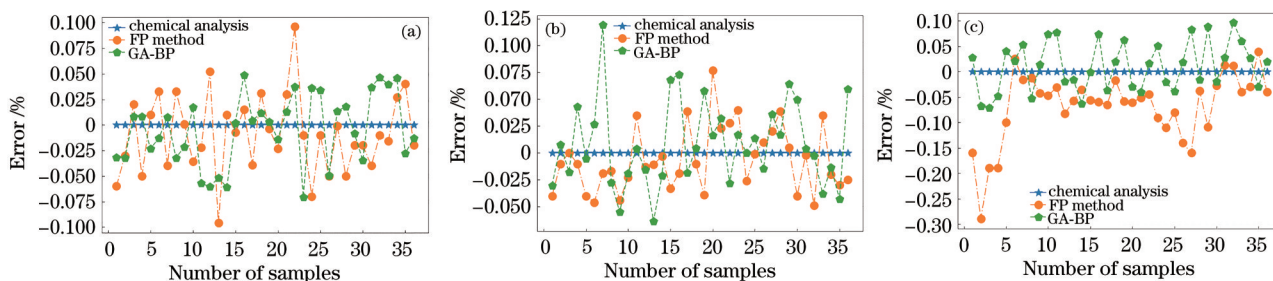 (a)
chemical analysis
FP method
GA-BP
0.100
0.075
0.050
0.025
0
-0.025
-0.050
-0.075
-0.100
Error /%
0 5 10 15 20 25 30 35
Number of samples
(b)
chemical analysis
FP method
GA-BP
0.125
0.100
0.075
0.050
0.025
0
-0.025
-0.050
Error /%
0 5 10 15 20 25 30 35
Number of samples
(c)
0.10
0.05
0
-0.05
-0.10
-0.15
-0.20
-0.25
-0.30
Error /%
chemical analysis
FP method
GA-BP
0 5 10 15 20 25 30 35
Number of samples